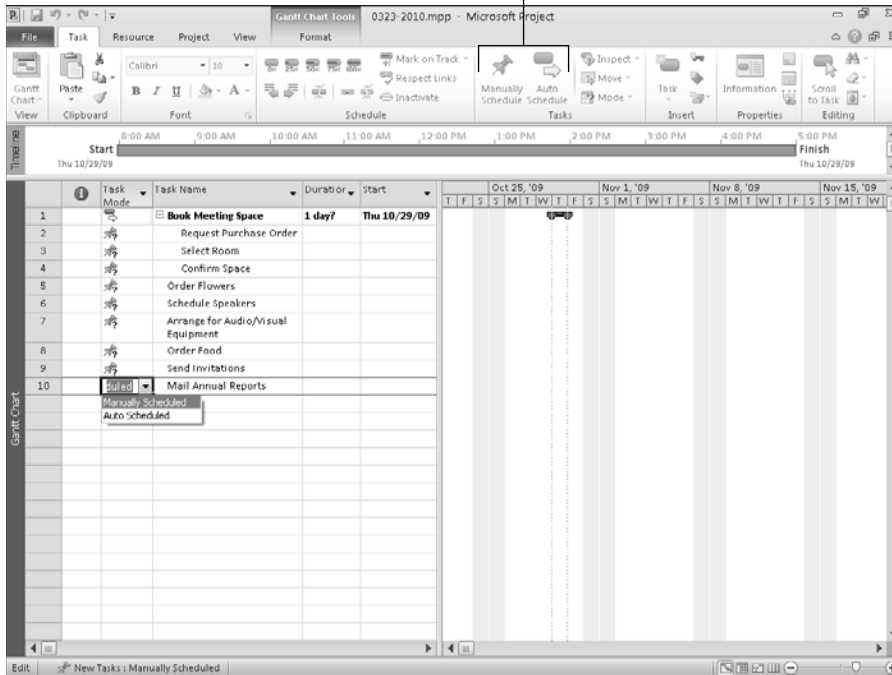 Gantt Chart Tools
0323-2010.mpp - Microsoft Project
File Task Resource Project View Format
Calibri 10
Mark on Track
Respect Links
Inactivate
Inspect
Move
Mode
Gantt Chart
Paste
B I U A
Manually Schedule
Auto Schedule
Task
Information
Scroll to Task
View Clipboard Font Schedule Tasks Insert Properties Editing
Timeline
8:00 AM 9:00 AM 10:00 AM 11:00 AM 12:00 PM 1:00 PM 2:00 PM 3:00 PM 4:00 PM 5:00 PM
Start
Thu 10/29/09
Finish
Thu 10/29/09
Task Mode Task Name Duration Start
Oct 25, '09 Nov 1, '09 Nov 8, '09 Nov 15, '09
T F S S M T W T F S S M T W T F S S M T W T F S S M T W
1 Book Meeting Space 1 day? Thu 10/29/09
2 Request Purchase Order
3 Select Room
4 Confirm Space
5 Order Flowers
6 Schedule Speakers
7 Arrange for Audio/Visual
Equipment
8 Order Food
9 Send Invitations
10 duled Mail Annual Reports
Manually Scheduled
Auto Scheduled
Gantt Chart
Edit New Tasks : Manually Scheduled